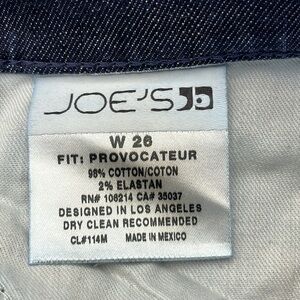 JOE'S
W 26
FIT: PROVOCATEUR
98% COTTON/COTON
2% ELASTAN
RN# 106214 CA# 35037
DESIGNED IN LOS ANGELES
DRY CLEAN RECOMMENDED
CL#114M MADE IN MEXICO